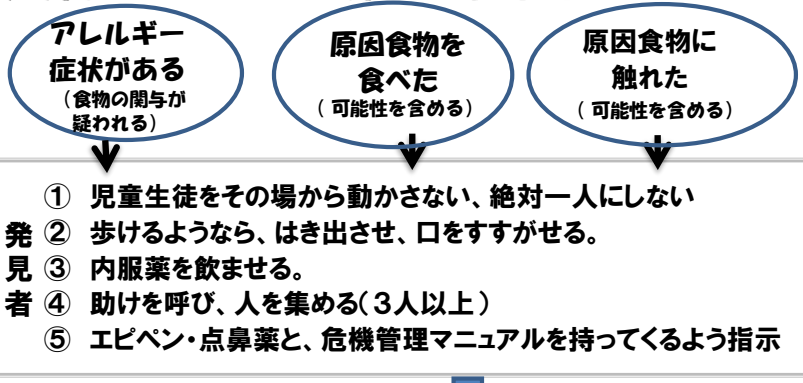 アレルギー
症状がある
（食物の関与が
疑われる）
原因食物を
食べた
（可能性を含める）
原因食物に
触れた
（可能性を含める）
発見者
① 児童生徒をその場から動かさない、絶対一人にしない
② 歩けるようなら、はき出させ、口をすすがせる。
③ 内服薬を飲ませる。
④ 助けを呼び、人を集める（３人以上）
⑤ エピペン・点鼻薬と、危機管理マニュアルを持ってくるよう指示